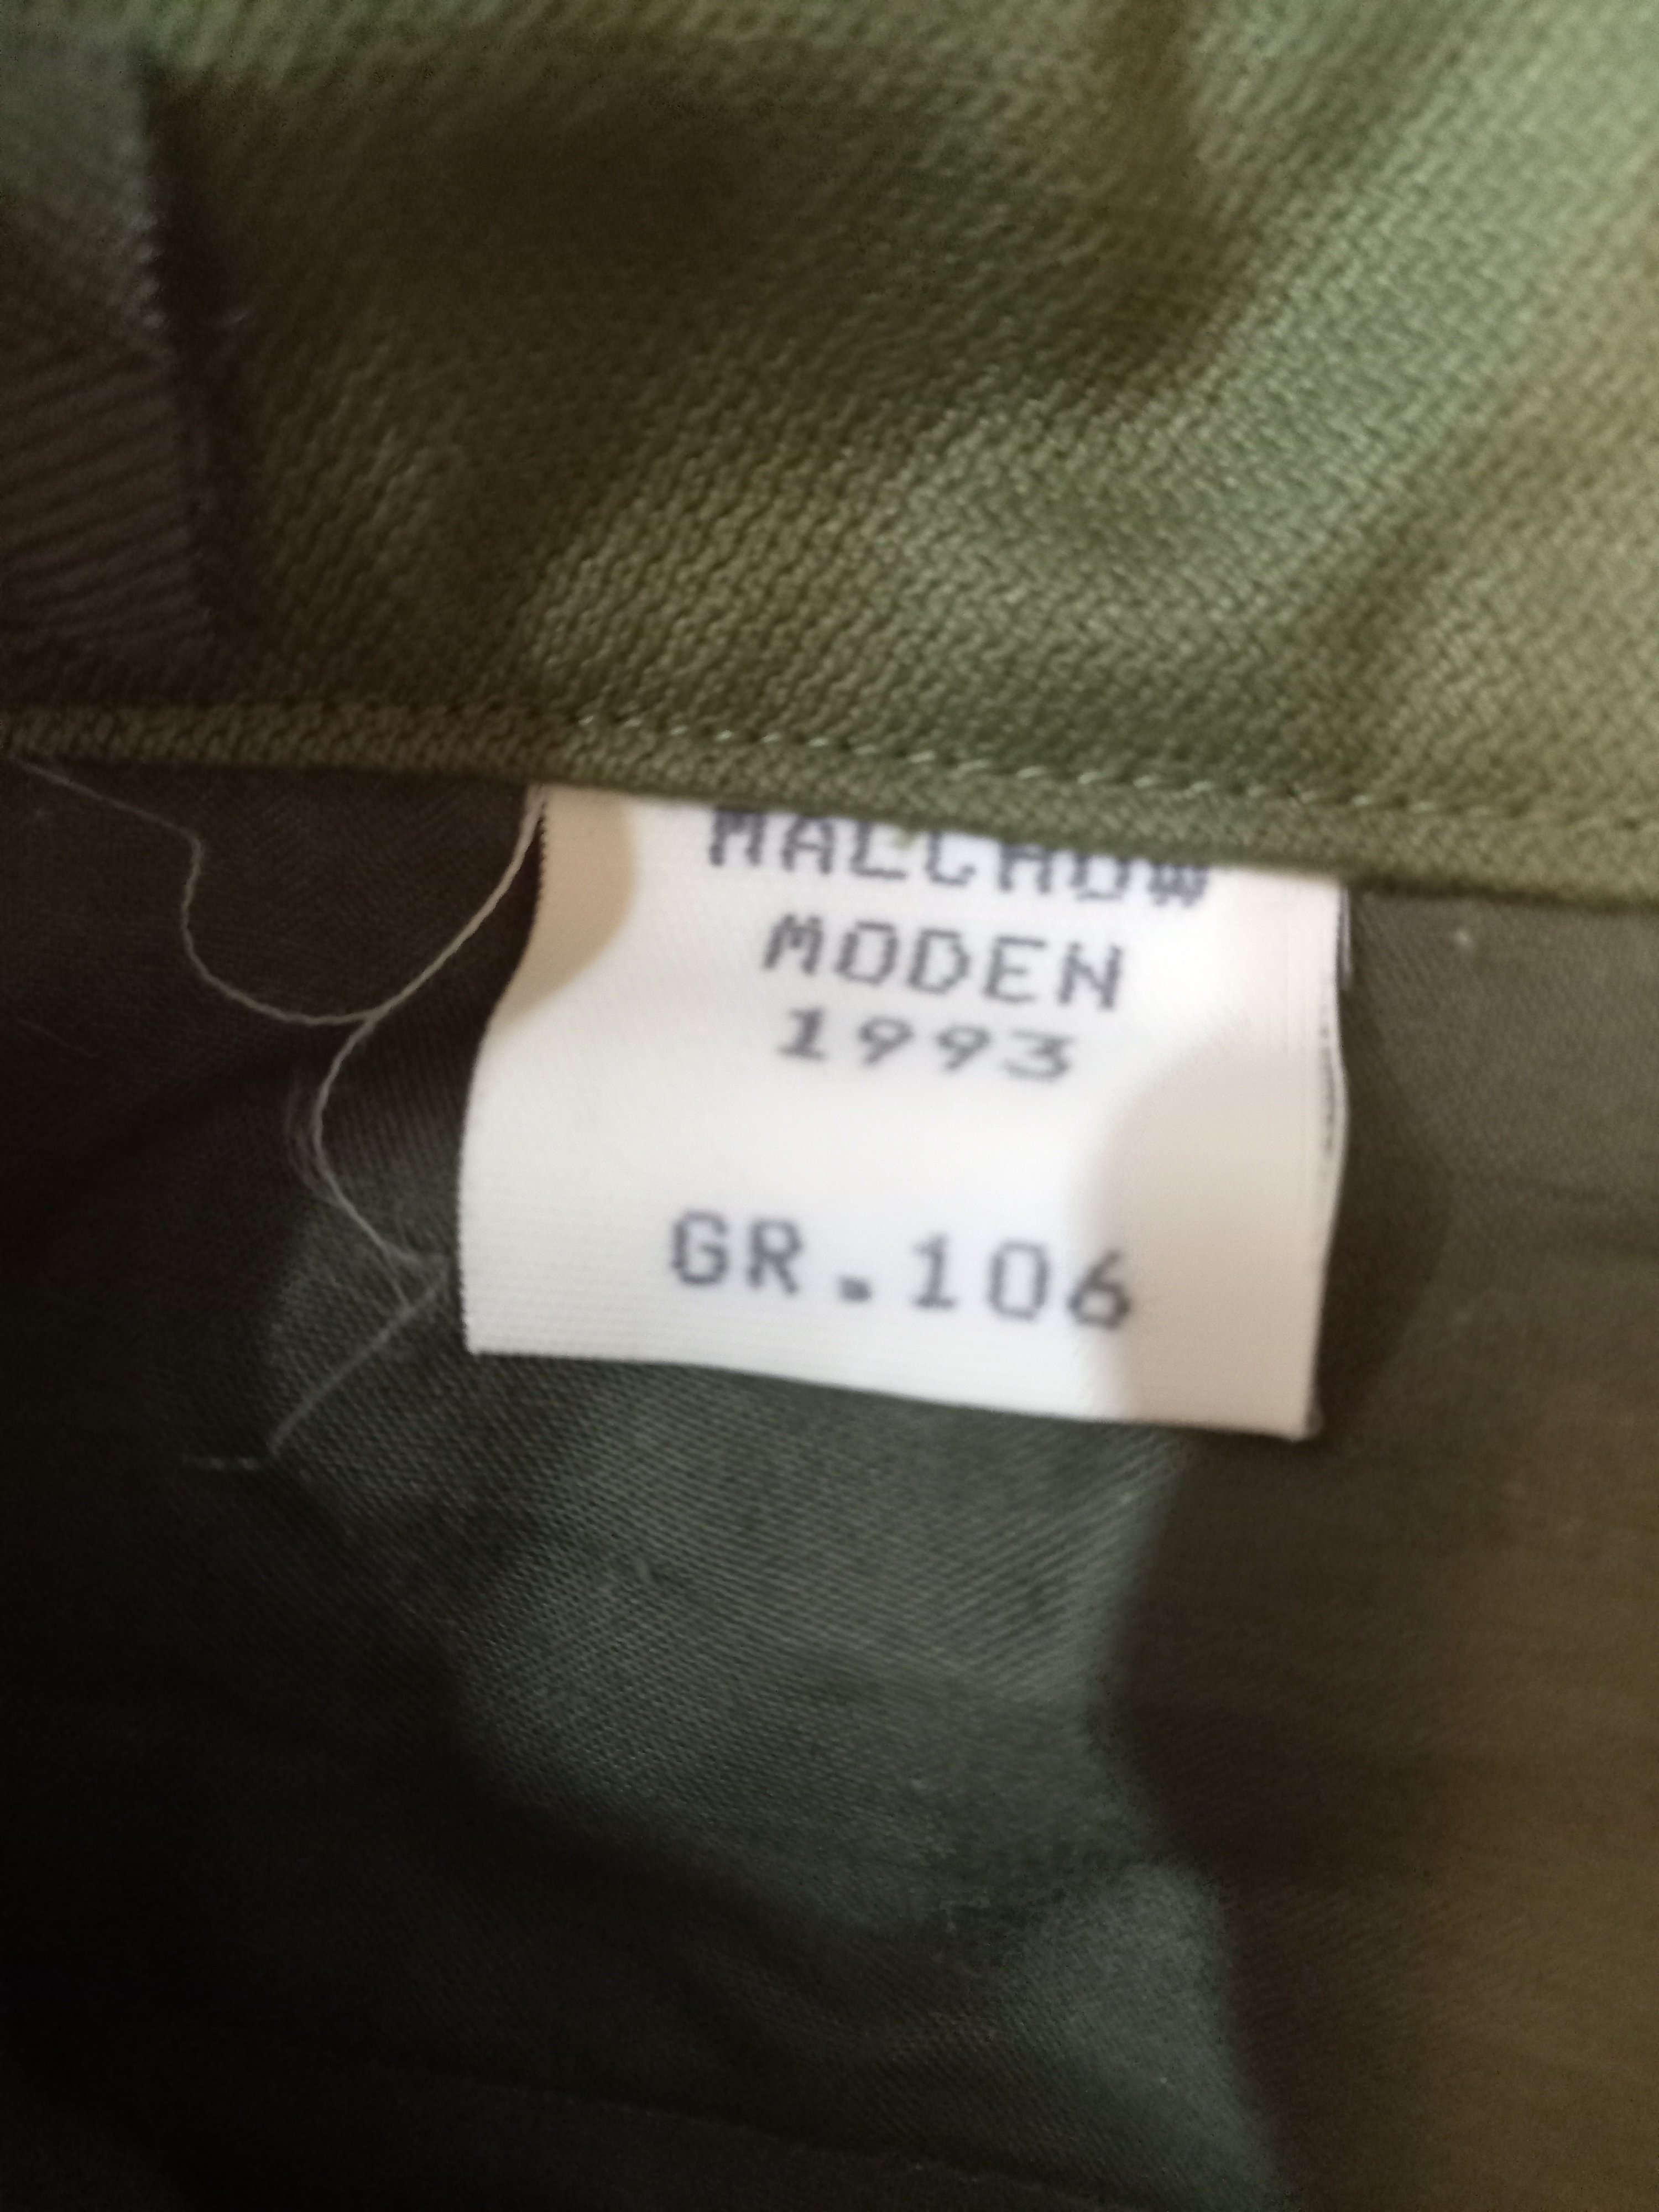 MALCHOW
MODEN
1993
GR.106